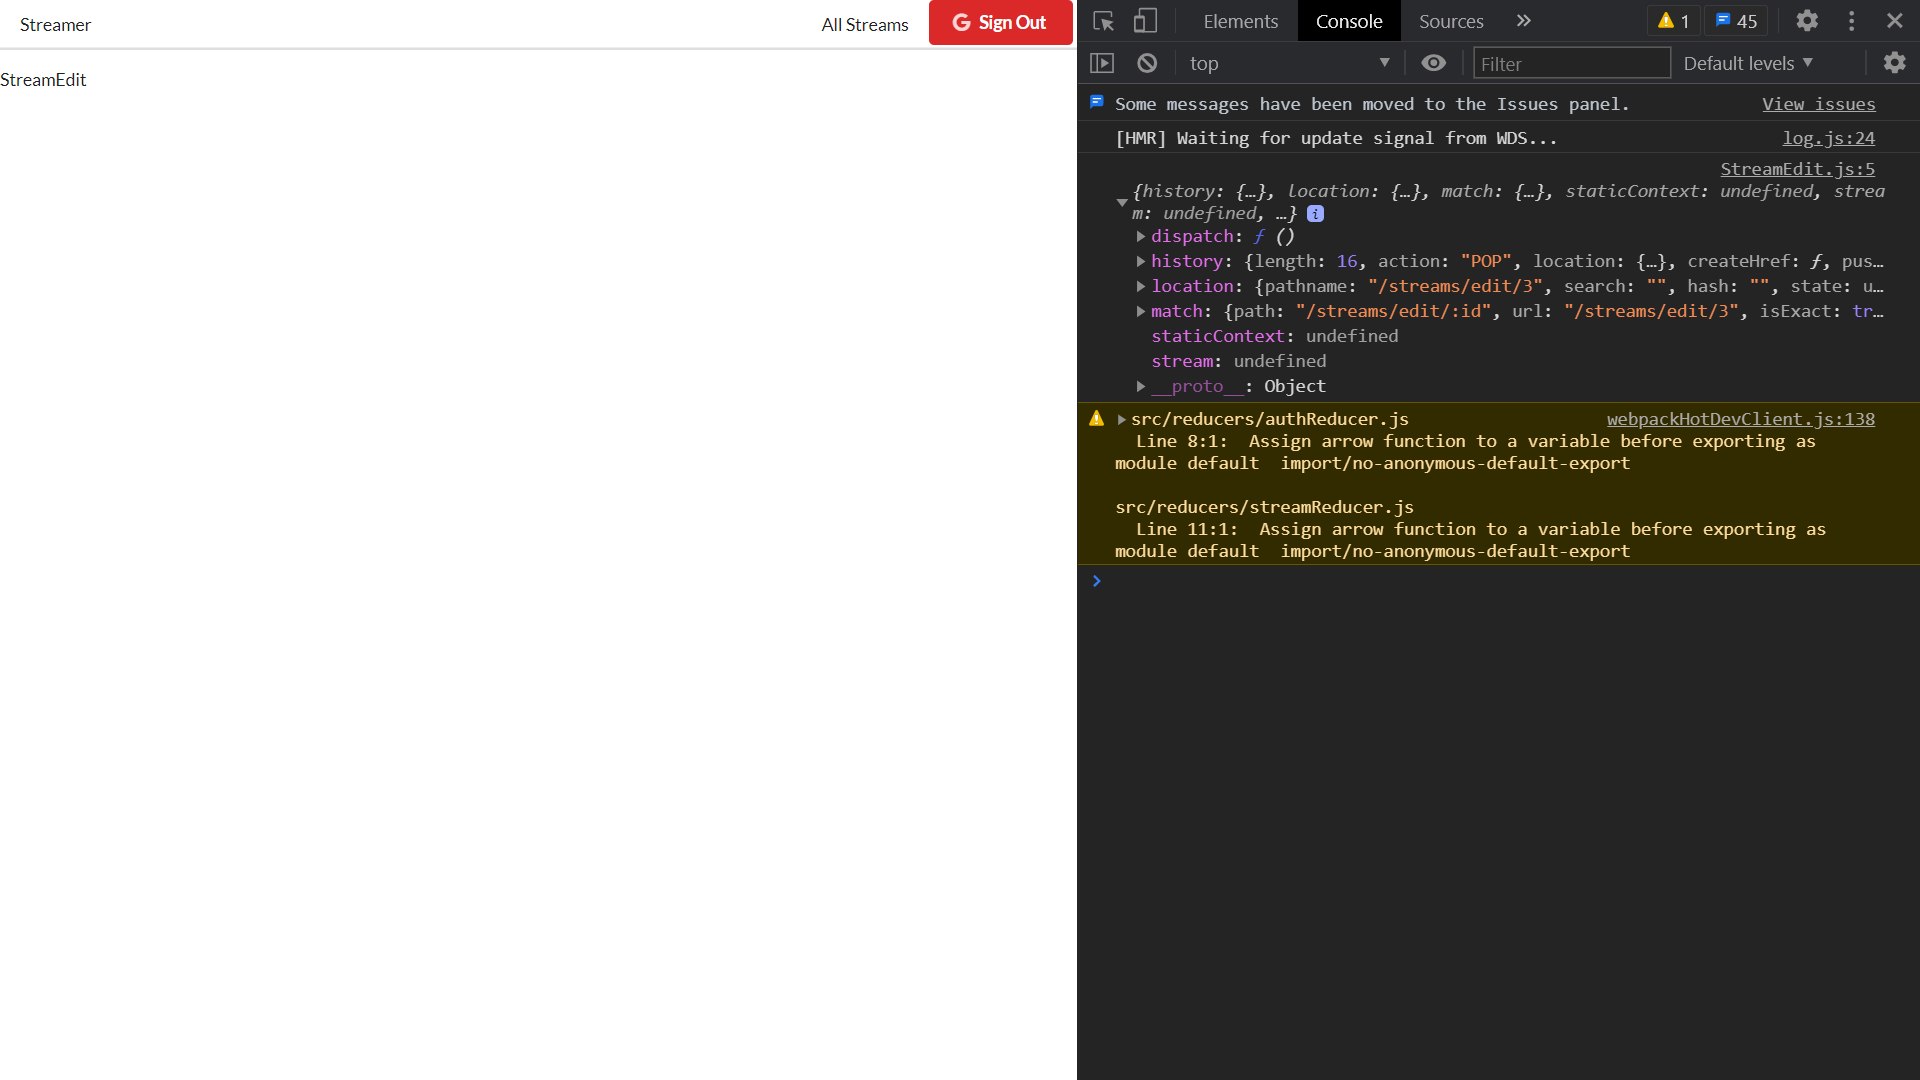 Streamer
All Streams
Sign Out
StreamEdit
Elements
Console
Sources
1
45
top
Filter
Default levels
Some messages have been moved to the Issues panel.
View issues
[HMR] Waiting for update signal from WDS...
log.js:24
StreamEdit.js:5
{history: {…}, location: {…}, match: {…}, staticContext: undefined, strea
m: undefined, …} i
dispatch: ƒ ()
history: {length: 16, action: "POP", location: {…}, createHref: ƒ, pus…
location: {pathname: "/streams/edit/3", search: "", hash: "", state: u…
match: {path: "/streams/edit/:id", url: "/streams/edit/3", isExact: tr…
staticContext: undefined
stream: undefined
__proto__: Object
src/reducers/authReducer.js
webpackHotDevClient.js:138
Line 8:1:  Assign arrow function to a variable before exporting as
module default  import/no-anonymous-default-export
src/reducers/streamReducer.js
Line 11:1:  Assign arrow function to a variable before exporting as
module default  import/no-anonymous-default-export